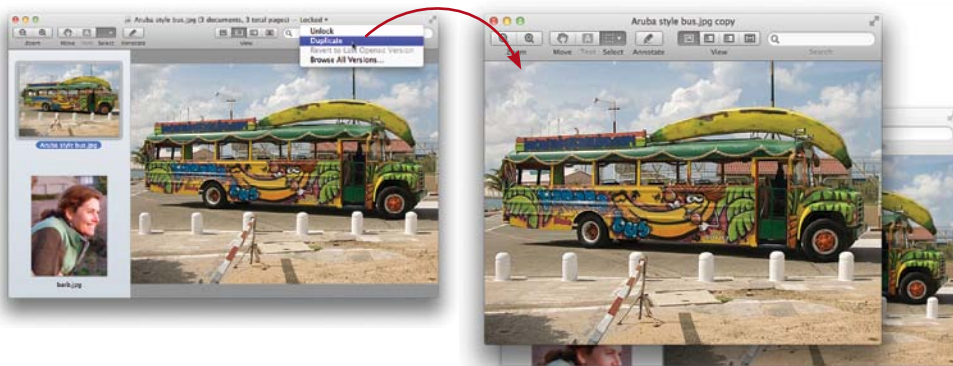 Aruba style bus.jpg (3 documents, 3 total pages) – Locked
Zoom Move Text Select Annotate View
Unlock
Duplicate
Revert to Last Opened Version
Browse All Versions...
Aruba style bus.jpg
barb.jpg
Aruba style bus.jpg copy
Zoom Move Text Select Annotate View Search